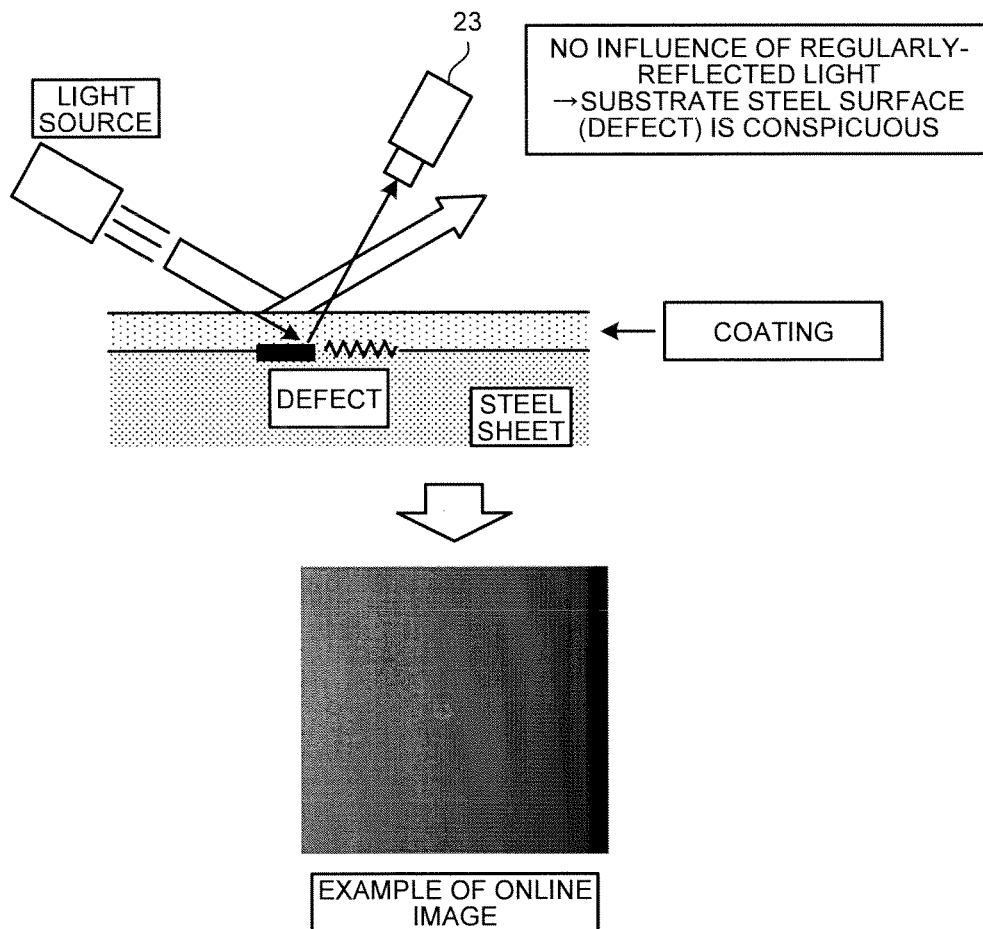 23
NO INFLUENCE OF REGULARLY-
REFLECTED LIGHT
→SUBSTRATE STEEL SURFACE
(DEFECT) IS CONSPICUOUS
LIGHT
SOURCE
COATING
DEFECT
STEEL
SHEET
EXAMPLE OF ONLINE
IMAGE